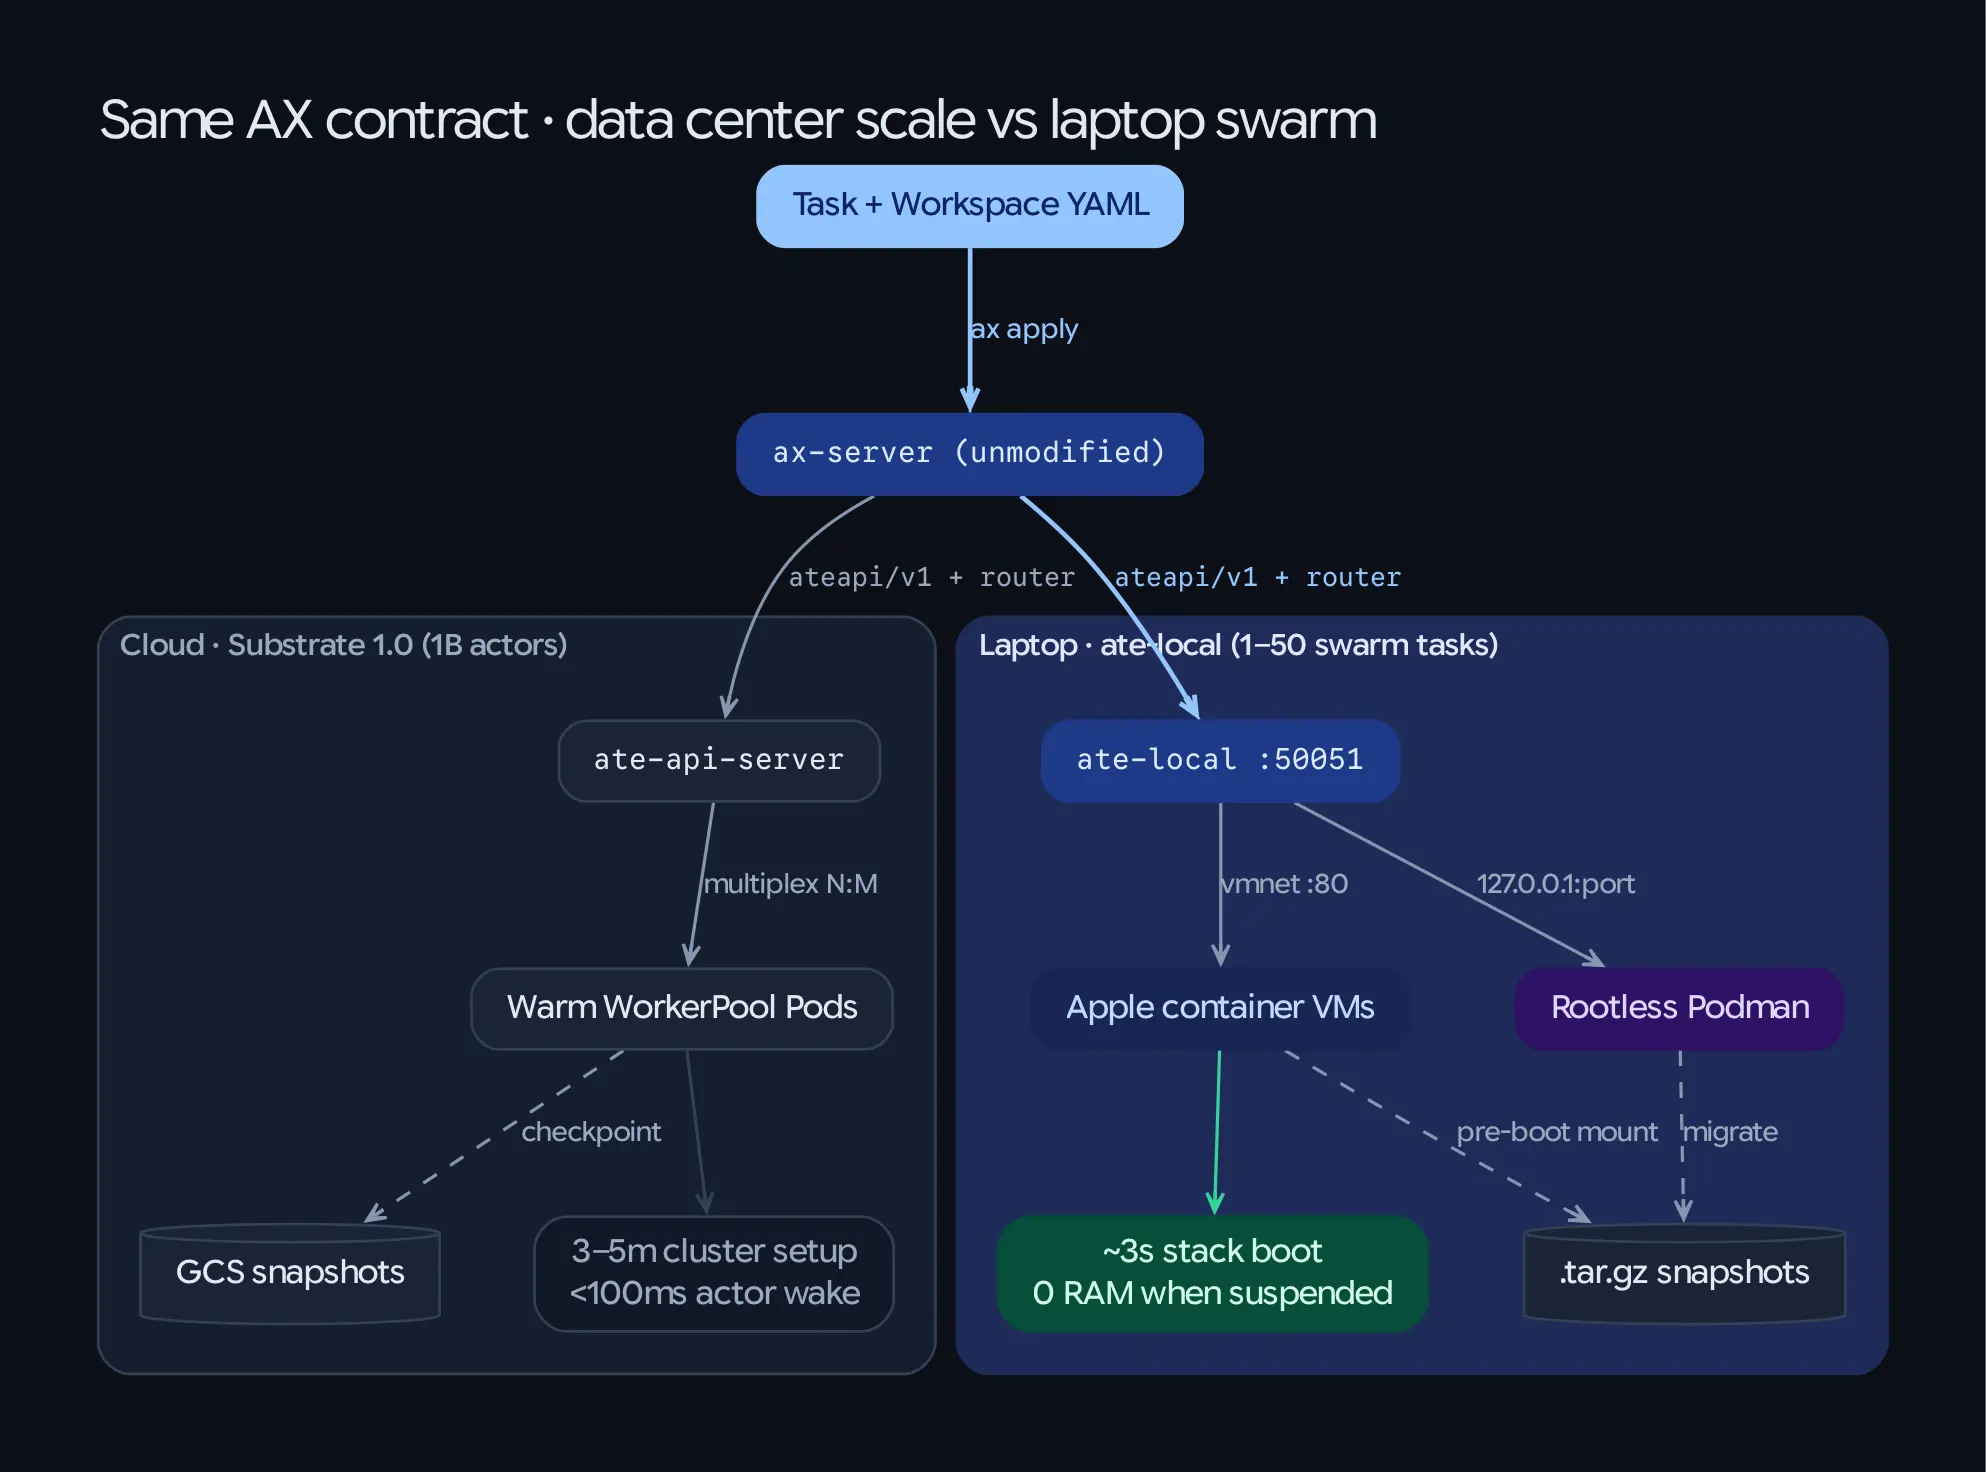 Same AX contract · data center scale vs laptop swarm
Task + Workspace YAML
ax apply
ax-server (unmodified)
ateapi/v1 + router
ateapi/v1 + router
Cloud · Substrate 1.0 (1B actors)
Laptop · ate-local (1–50 swarm tasks)
ate-api-server
ate-local :50051
multiplex N:M
vmnet :80
127.0.0.1:port
Warm WorkerPool Pods
Apple container VMs
Rootless Podman
checkpoint
pre-boot mount
migrate
GCS snapshots
3–5m cluster setup
<100ms actor wake
~3s stack boot
0 RAM when suspended
.tar.gz snapshots